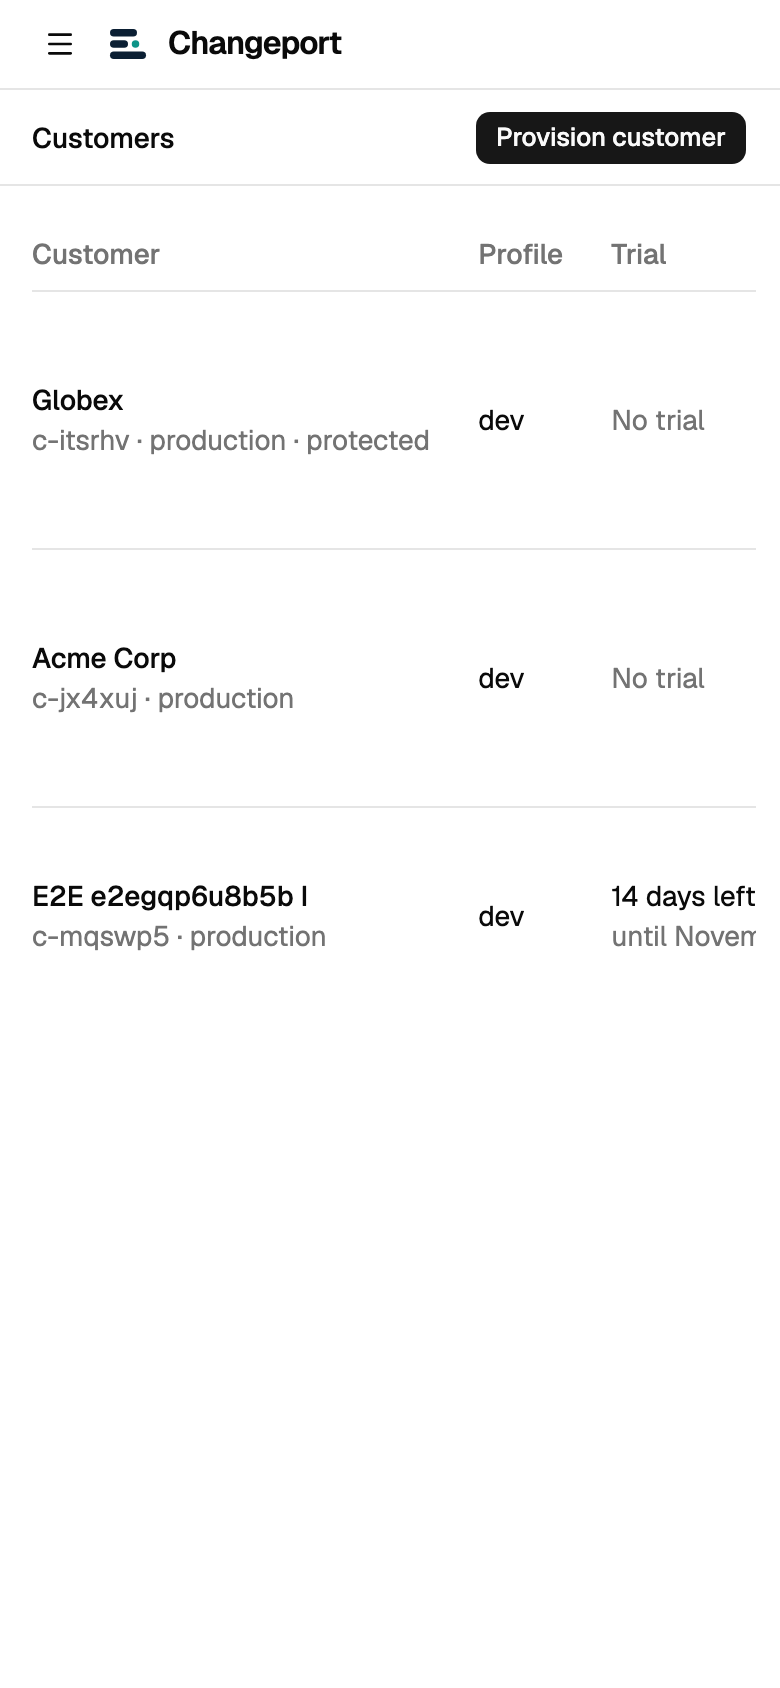 Changeport
Customers
Provision customer
Customer Profile Trial
Globex
c-itsrhv · production · protected
dev
No trial
Acme Corp
c-jx4xuj · production
dev
No trial
E2E e2egqp6u8b5b I
c-mqswp5 · production
dev
14 days left
until Novem